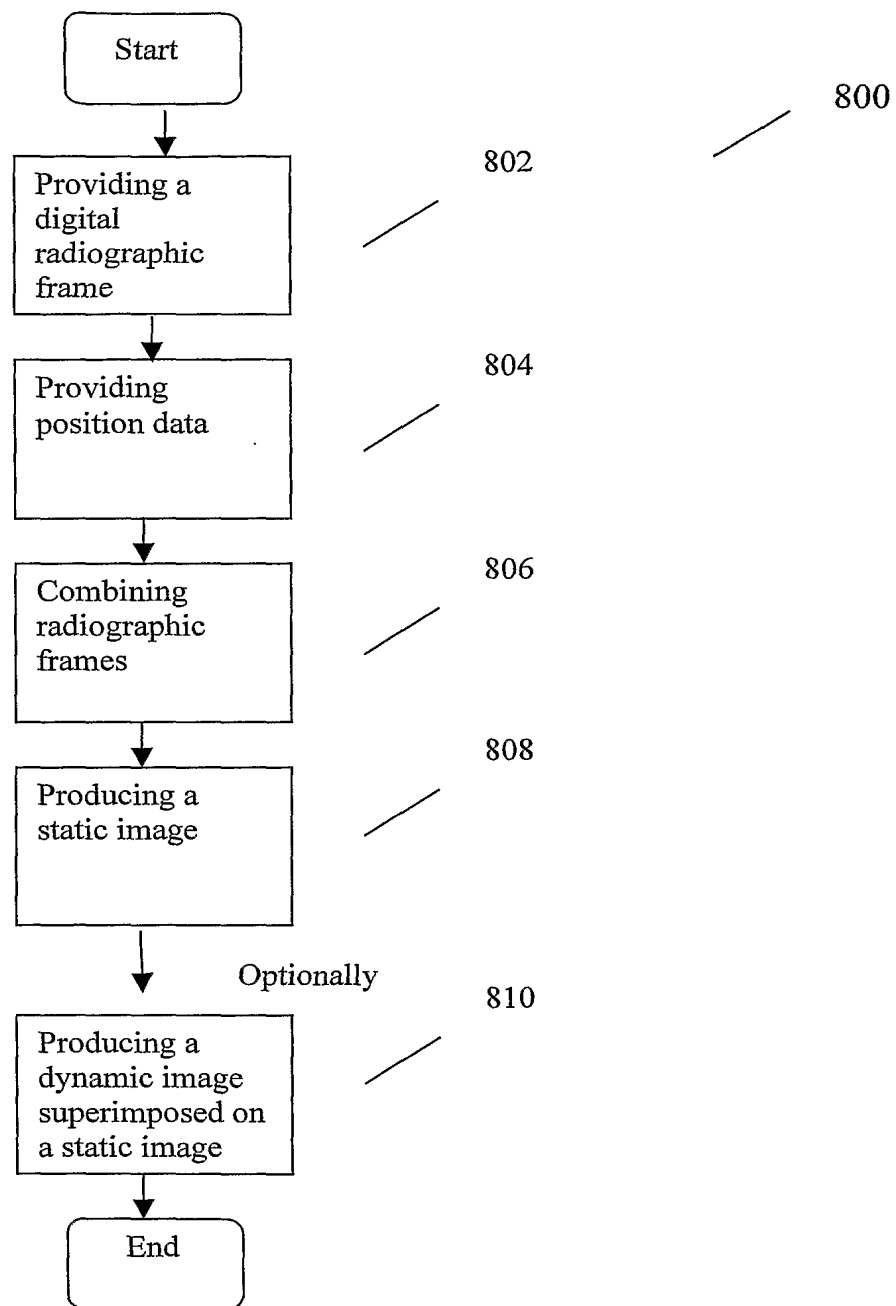 Start
800
802
Providing a
digital
radiographic
frame
804
Providing
position data
806
Combining
radiographic
frames
808
Producing a
static image
Optionally
810
Producing a
dynamic image
superimposed on
a static image
End